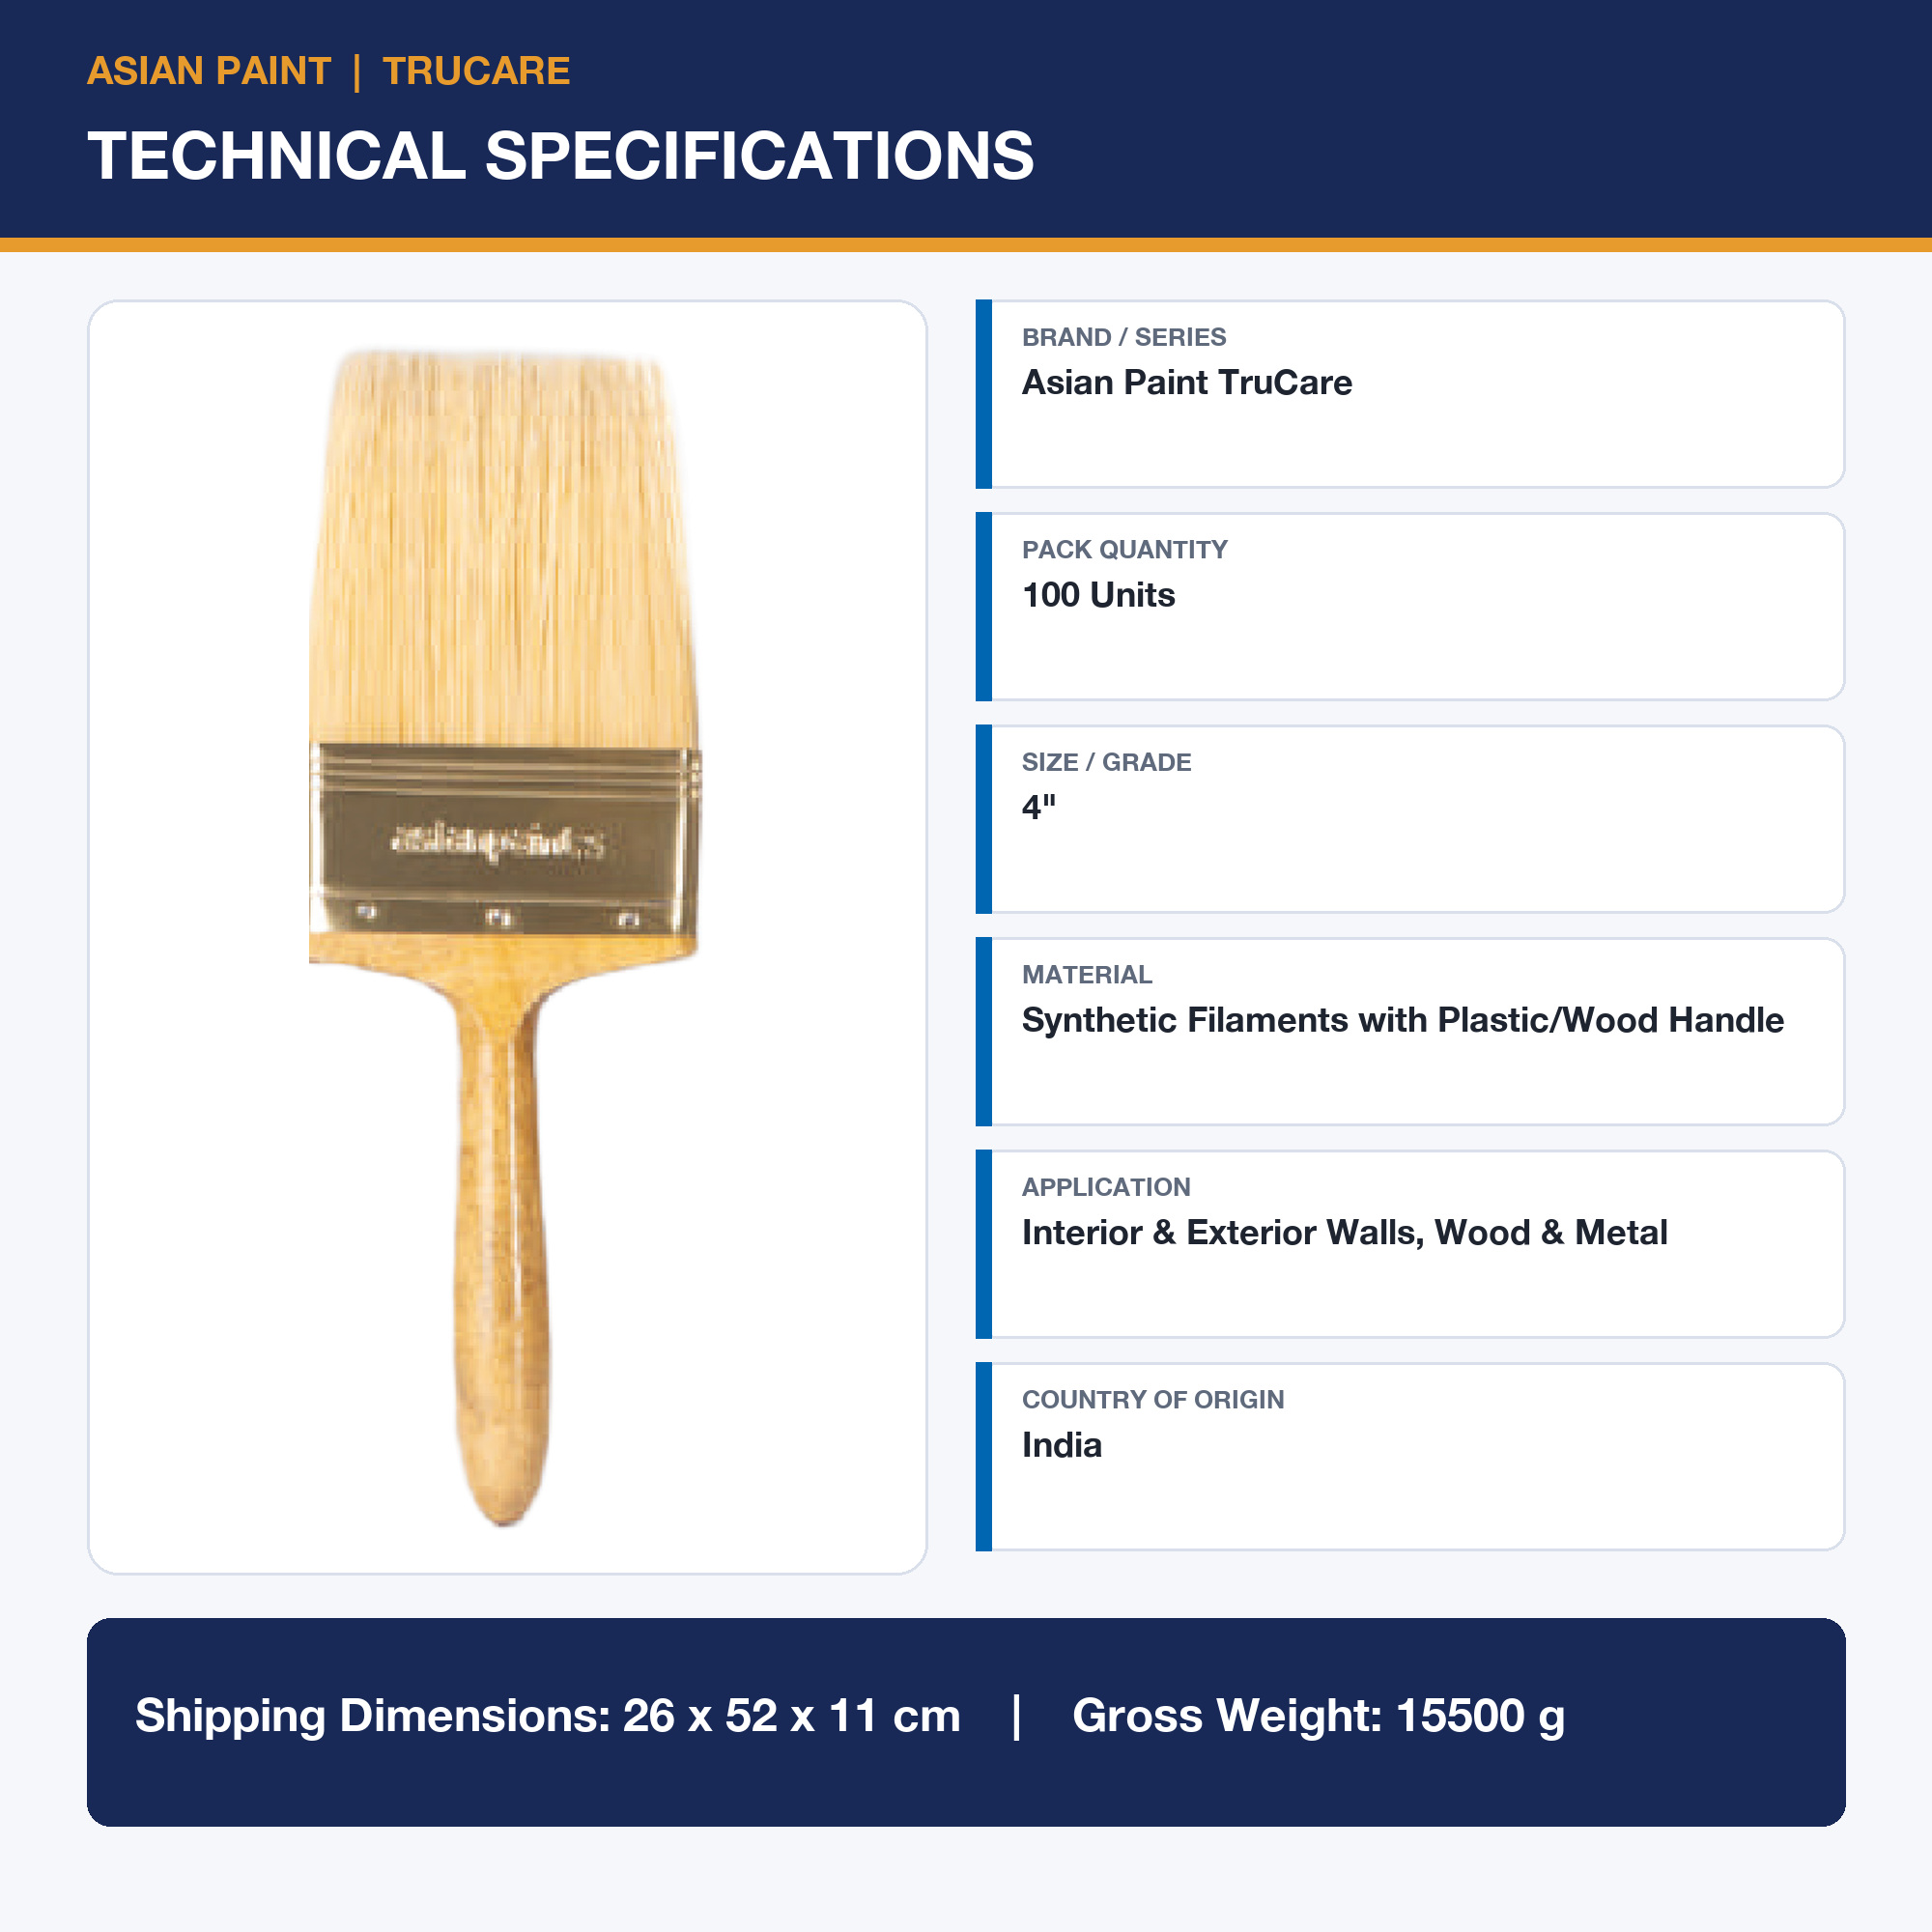 ASIAN PAINT | TRUCARE
TECHNICAL SPECIFICATIONS
asianpaints
BRAND / SERIES
Asian Paint TruCare
PACK QUANTITY
100 Units
SIZE / GRADE
4"
MATERIAL
Synthetic Filaments with Plastic/Wood Handle
APPLICATION
Interior & Exterior Walls, Wood & Metal
COUNTRY OF ORIGIN
India
Shipping Dimensions: 26 x 52 x 11 cm | Gross Weight: 15500 g